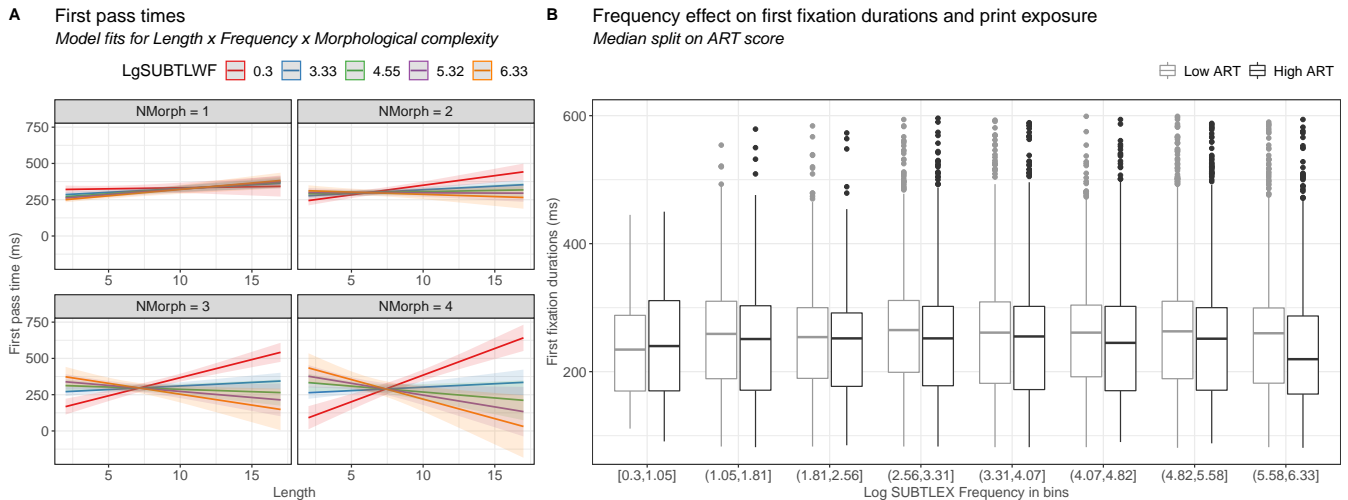 A First pass times
Model fits for Length x Frequency x Morphological complexity
LgSUBTLWF 0.3 3.33 4.55 5.32 6.33
NMorph = 1 NMorph = 2
750
500
250
0
5 10 15 5 10 15
NMorph = 3 NMorph = 4
750
500
250
0
5 10 15 5 10 15
First pass time (ms)
Length
B Frequency effect on first fixation durations and print exposure
Median split on ART score
Low ART High ART
600
400
200
First fixation durations (ms)
[0.3,1.05] (1.05,1.81] (1.81,2.56] (2.56,3.31] (3.31,4.07] (4.07,4.82] (4.82,5.58] (5.58,6.33]
Log SUBTLEX Frequency in bins